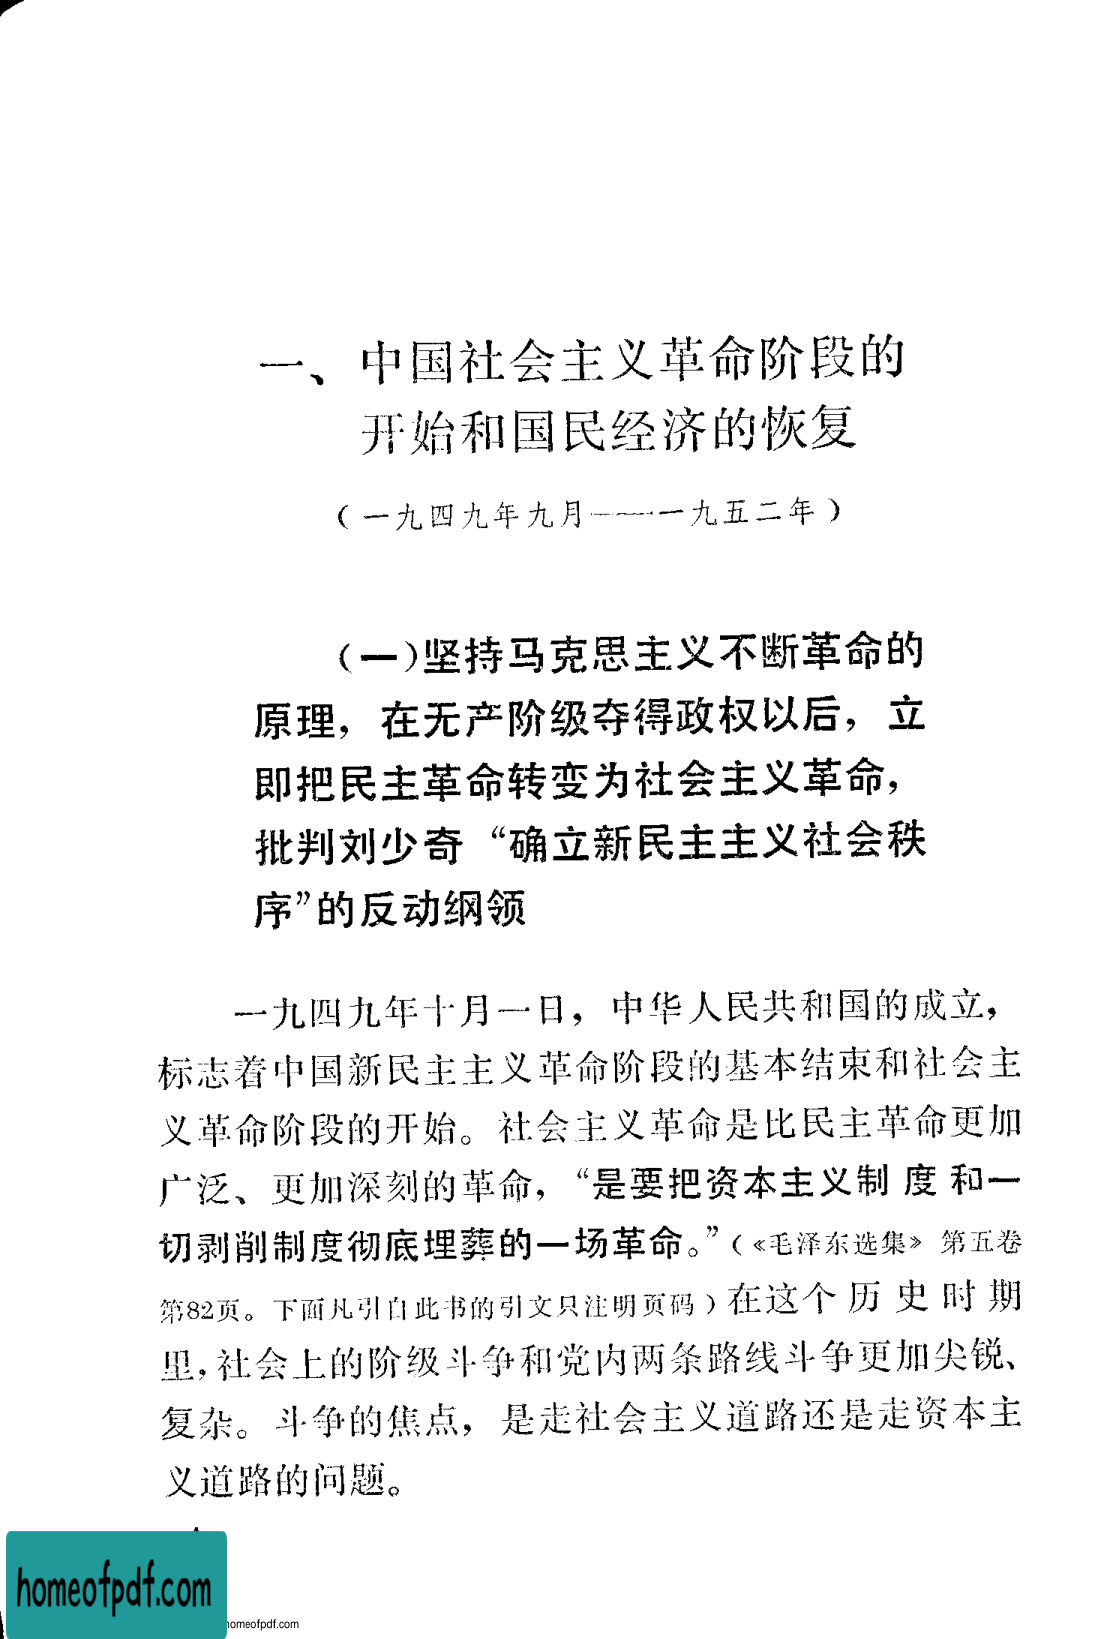 一、中国社会主义革命阶段的
开始和国民经济的恢复
（一九四九年九月——一九五二年）
（一）坚持马克思主义不断革命的
原理，在无产阶级夺得政权以后，立
即把民主革命转变为社会主义革命，
批判刘少奇“确立新民主主义社会秩
序”的反动纲领
一九四九年十月一日，中华人民共和国的成立，
标志着中国新民主主义革命阶段的基本结束和社会主
义革命阶段的开始。社会主义革命是比民主革命更加
广泛、更加深刻的革命，“是要把资本主义制度和一
切剥削制度彻底埋葬的一场革命。”（《毛泽东选集》第五卷
第82页。下面凡引自此书的引文只注明页码）在这个历史时期
里，社会上的阶级斗争和党内两条路线斗争更加尖锐、
复杂。斗争的焦点，是走社会主义道路还是走资本主
义道路的问题。
homeofpdf.com
homeofpdf.com